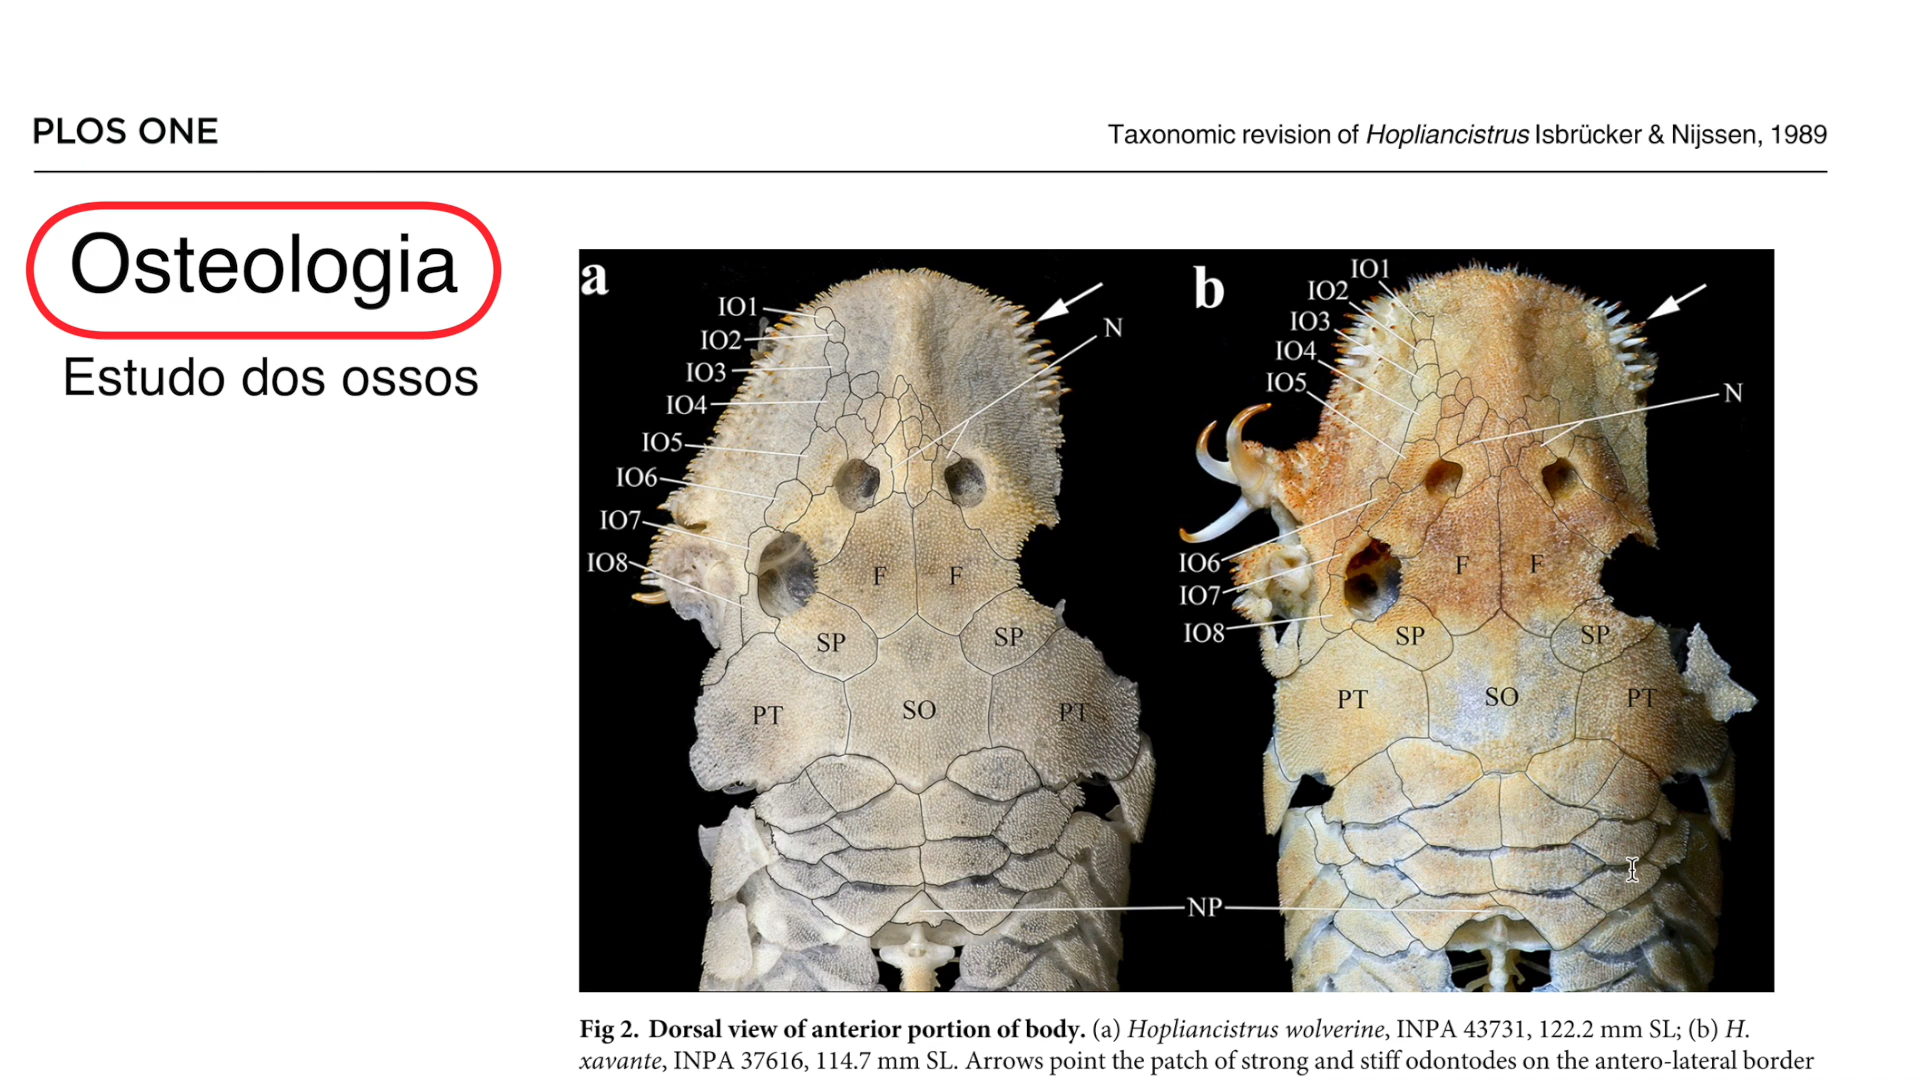 PLOS ONE
Taxonomic revision of Hopliancistrus Isbrücker & Nijssen, 1989
Osteologia
Estudo dos ossos
a
IO1
IO2
IO3
IO4
IO5
IO6
IO7
IO8
N
F F
SP SP
PT SO PT
b
IO1
IO2
IO3
IO4
IO5
N
IO6
IO7
IO8
F F
SP SP
PT SO PT
NP
Fig 2. Dorsal view of anterior portion of body. (a) Hopliancistrus wolverine, INPA 43731, 122.2 mm SL; (b) H.
xavante, INPA 37616, 114.7 mm SL. Arrows point the patch of strong and stiff odontodes on the antero-lateral border